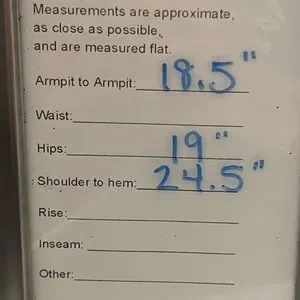 Measurements are approximate,
as close as possible,
and are measured flat.
Armpit to Armpit: 18.5"
Waist:
Hips: 19"
Shoulder to hem: 24.5"
Rise:
Inseam:
Other: